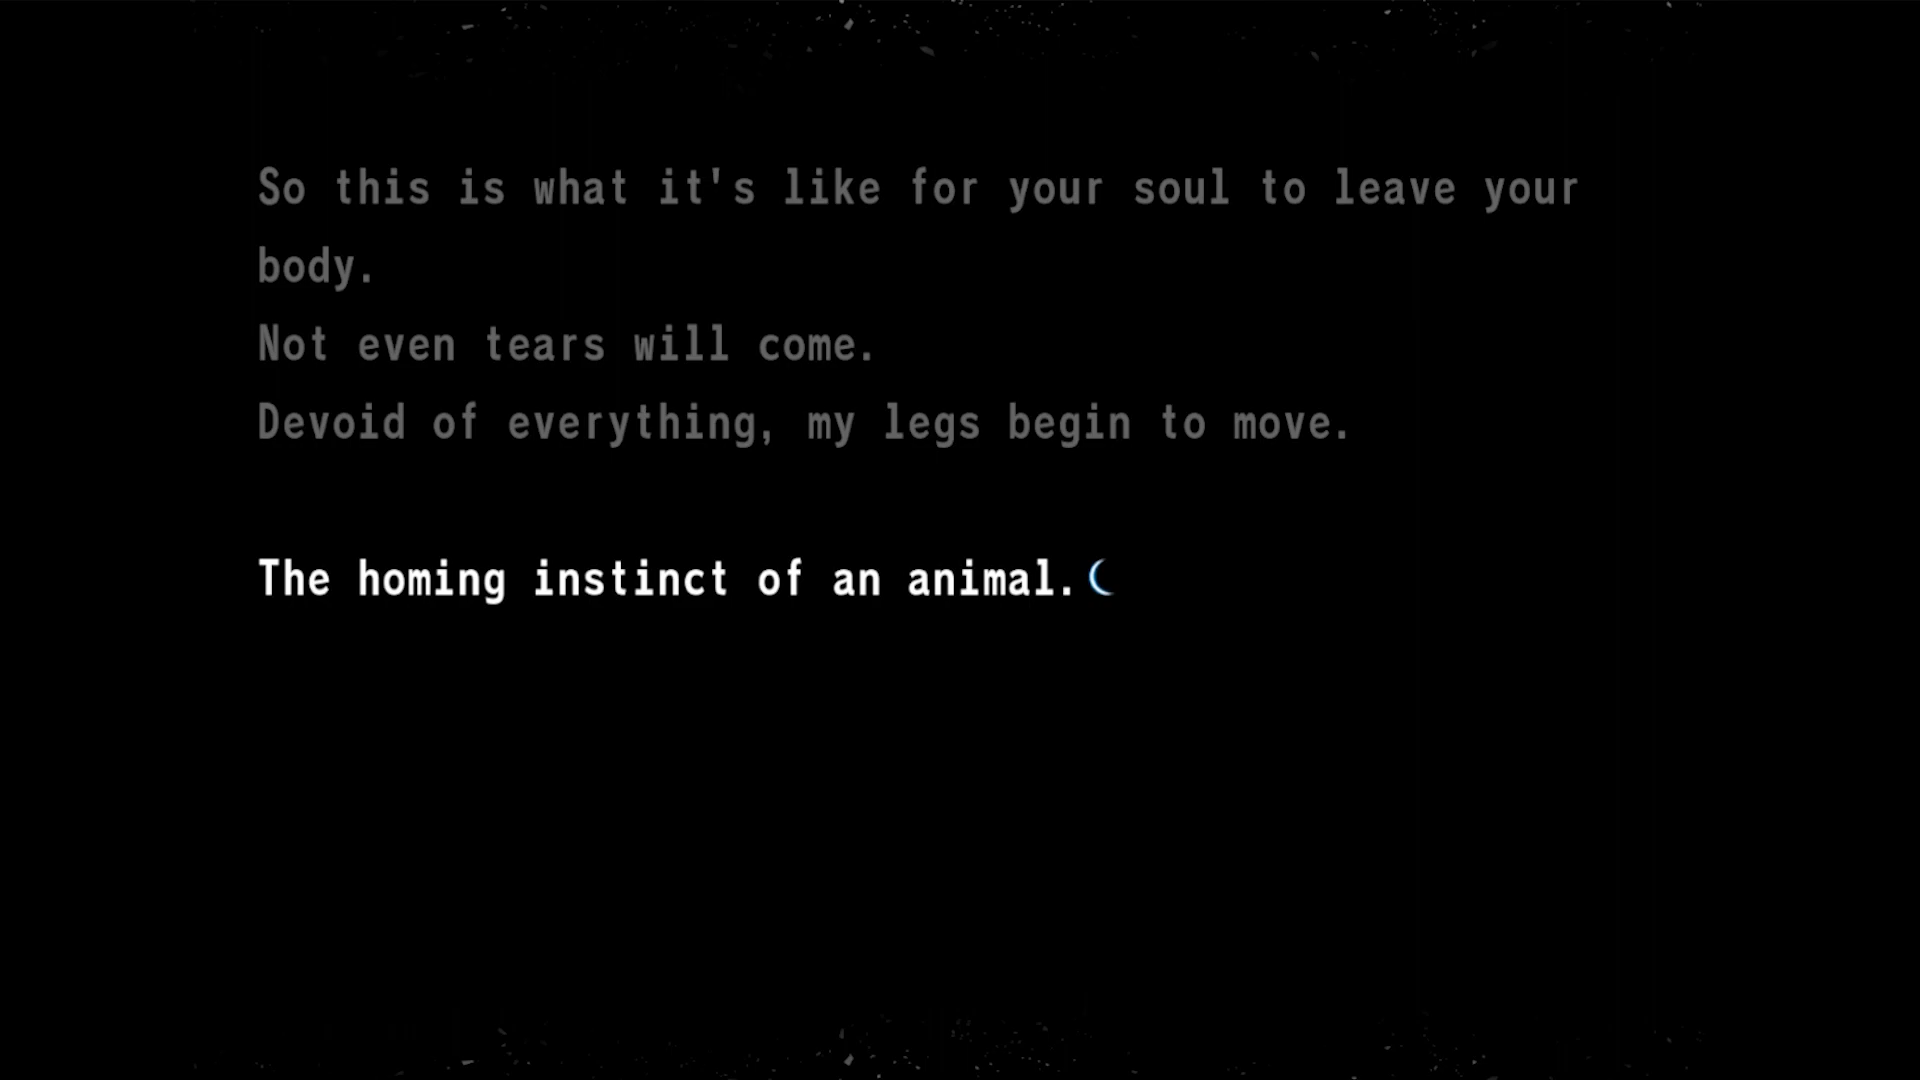 So this is what it's like for your soul to leave your
body.
Not even tears will come.
Devoid of everything, my legs begin to move.
The homing instinct of an animal.